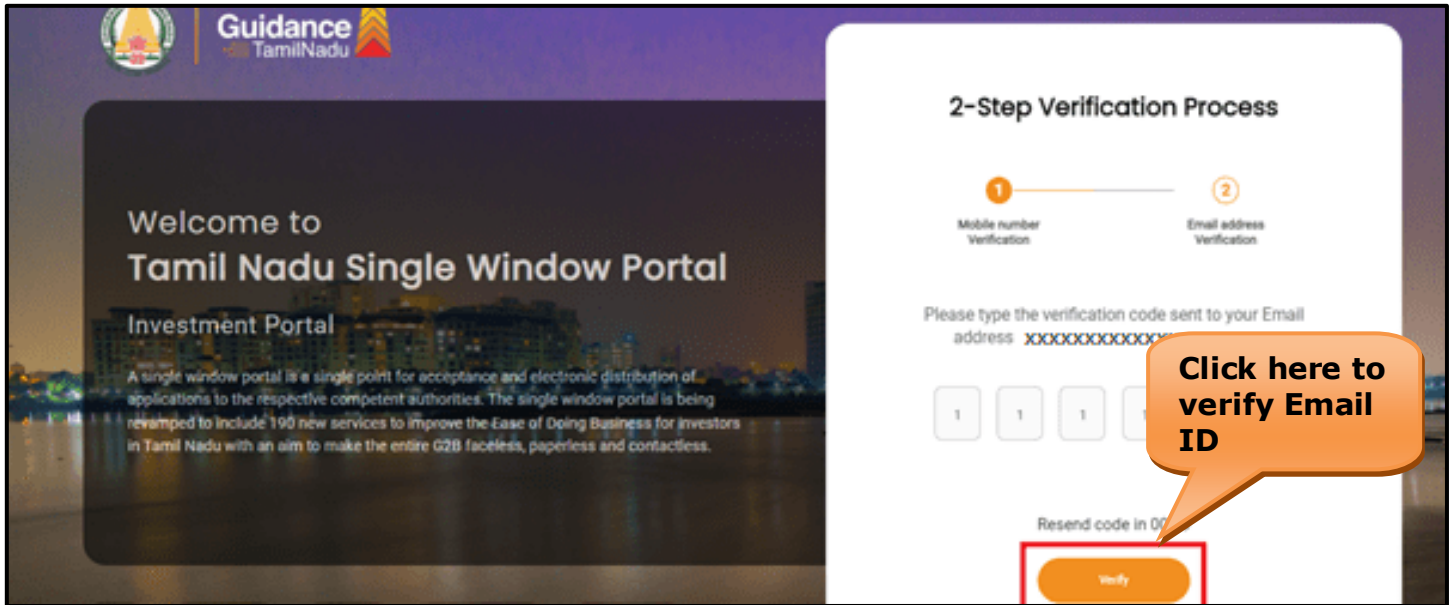 Guidance
TamilNadu
Welcome to
Tamil Nadu Single Window Portal
Investment Portal
A single window portal is a single point for acceptance and electronic distribution of
applications to the respective competent authorities. The single window portal is being
revamped to include 190 new services to improve the Ease of Doing Business for investors
in Tamil Nadu with an aim to make the entire G2B faceless, paperless and contactless.
2-Step Verification Process
1 2
Mobile number
Verification
Email address
Verification
Please type the verification code sent to your Email
address XXXXXXXXXXXXX
1 1 1 1
Click here to
verify Email
ID
Resend code in 00
Verify